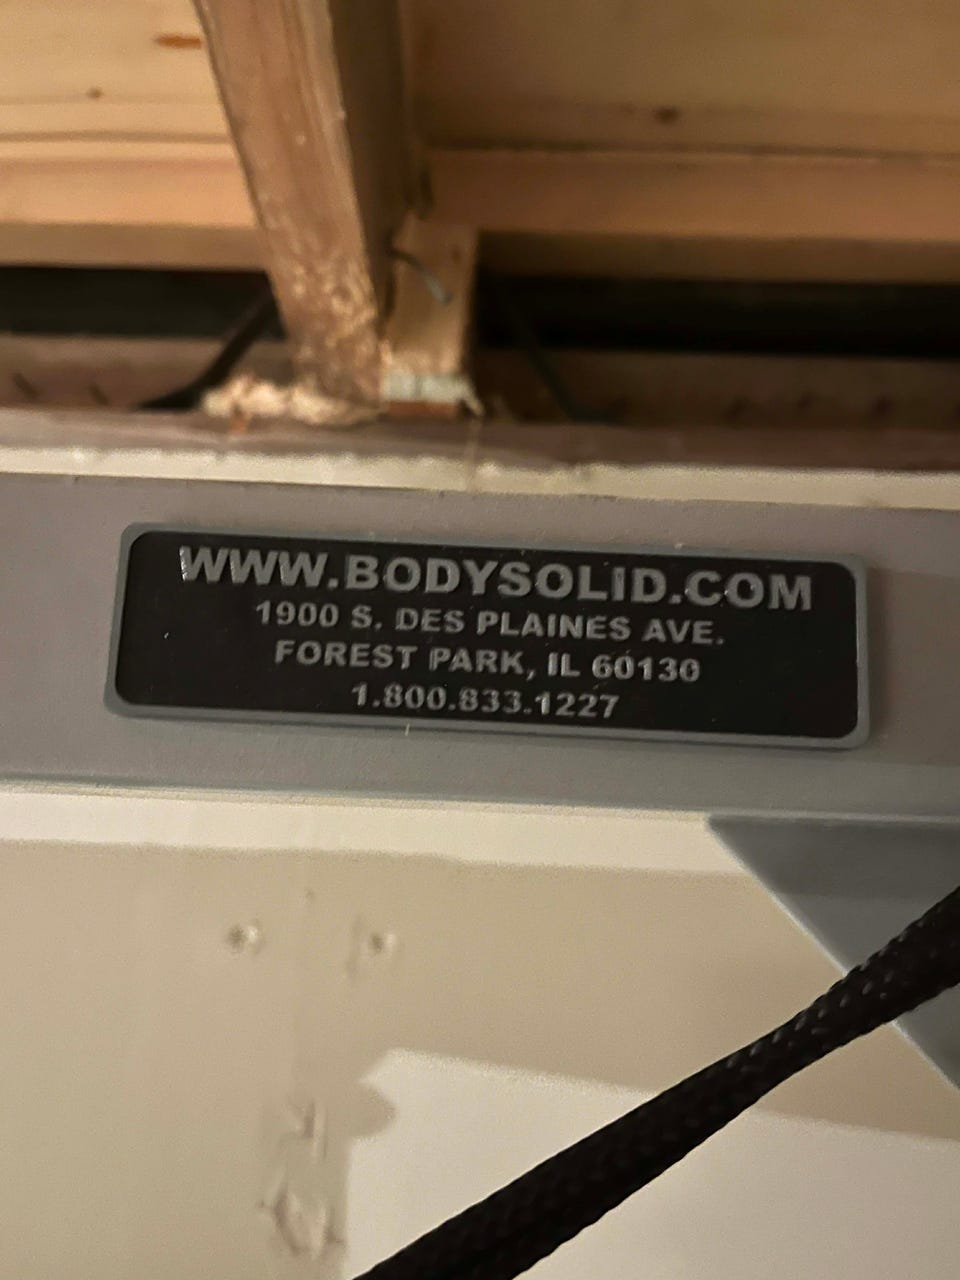 WWW.BODYSOLID.COM
1900 S. DES PLAINES AVE.
FOREST PARK, IL 60130
1.800.833.1227